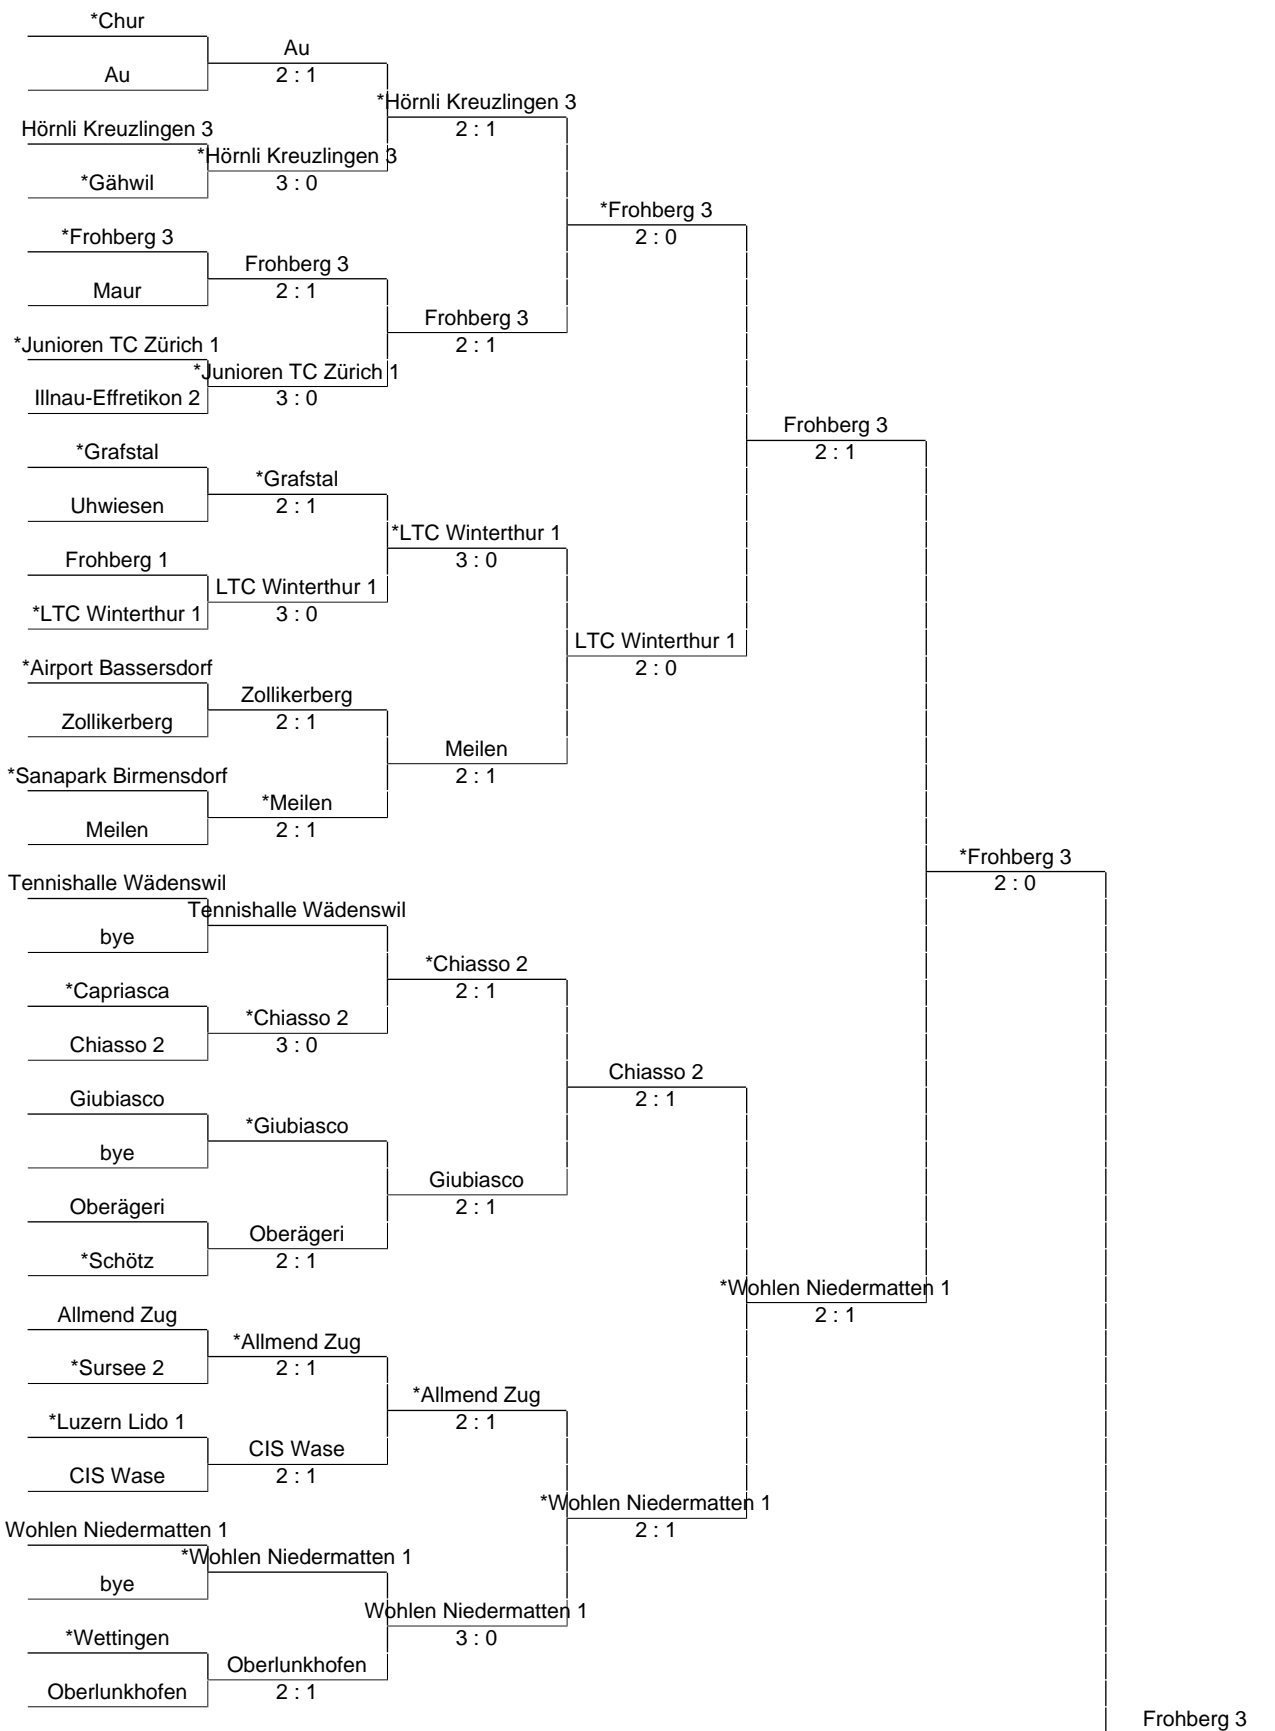 *Chur
Au
Au
2 : 1
*Hörnli Kreuzlingen 3
2 : 1
Hörnli Kreuzlingen 3
*Hörnli Kreuzlingen 3
*Gähwil
3 : 0
*Frohberg 3
2 : 0
*Frohberg 3
Frohberg 3
Maur
2 : 1
Frohberg 3
2 : 1
*Junioren TC Zürich 1
*Junioren TC Zürich 1
Illnau-Effretikon 2
3 : 0
Frohberg 3
2 : 1
*Grafstal
*Grafstal
Uhwiesen
2 : 1
*LTC Winterthur 1
3 : 0
Frohberg 1
LTC Winterthur 1
*LTC Winterthur 1
3 : 0
LTC Winterthur 1
2 : 0
*Airport Bassersdorf
Zollikerberg
Zollikerberg
2 : 1
Meilen
2 : 1
*Sanapark Birmensdorf
*Meilen
Meilen
2 : 1
*Frohberg 3
2 : 0
Tennishalle Wädenswil
Tennishalle Wädenswil
bye
*Chiasso 2
2 : 1
*Capriasca
*Chiasso 2
Chiasso 2
3 : 0
Chiasso 2
2 : 1
Giubiasco
*Giubiasco
bye
Giubiasco
2 : 1
Oberägeri
Oberägeri
*Schötz
2 : 1
*Wohlen Niedermatten 1
2 : 1
Allmend Zug
*Allmend Zug
*Sursee 2
2 : 1
*Allmend Zug
2 : 1
*Luzern Lido 1
CIS Wase
CIS Wase
2 : 1
*Wohlen Niedermatten 1
2 : 1
Wohlen Niedermatten 1
*Wohlen Niedermatten 1
bye
Wohlen Niedermatten 1
3 : 0
*Wettingen
Oberlunkhofen
Oberlunkhofen
2 : 1
Frohberg 3